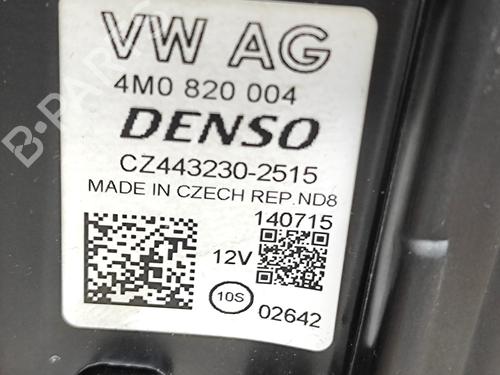 VW AG
4M0 820 004
DENSO
CZ443230-2515
MADE IN CZECH REP.ND8
140715
12V
10S
02642